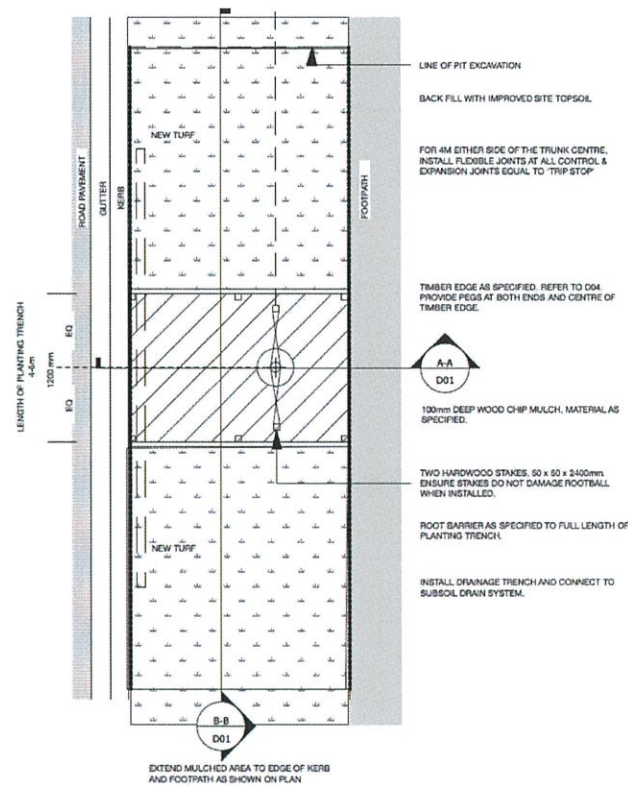 LINE OF PIT EXCAVATION
BACK FILL WITH IMPROVED SITE TOPSOIL
NEW TURF
FOR 4M EITHER SIDE OF THE TRUNK CENTRE,
INSTALL FLEXIBLE JOINTS AT ALL CONTROL &
EXPANSION JOINTS EQUAL TO 'TRIP STOP'
ROAD PAVEMENT
GUTTER
KERB
FOOTPATH
TIMBER EDGE AS SPECIFIED. REFER TO D04.
PROVIDE PEGS AT BOTH ENDS AND CENTRE OF
TIMBER EDGE.
LENGTH OF PLANTING TRENCH
4-6m
1200 mm
EQ
EQ
A-A
D01
100mm DEEP WOOD CHIP MULCH. MATERIAL AS
SPECIFIED.
TWO HARDWOOD STAKES, 50 x 50 x 2400mm.
ENSURE STAKES DO NOT DAMAGE ROOTBALL
WHEN INSTALLED.
ROOT BARRIER AS SPECIFIED TO FULL LENGTH OF
PLANTING TRENCH.
NEW TURF
INSTALL DRAINAGE TRENCH AND CONNECT TO
SUBSOIL DRAIN SYSTEM.
B-B
D01
EXTEND MULCHED AREA TO EDGE OF KERB
AND FOOTPATH AS SHOWN ON PLAN